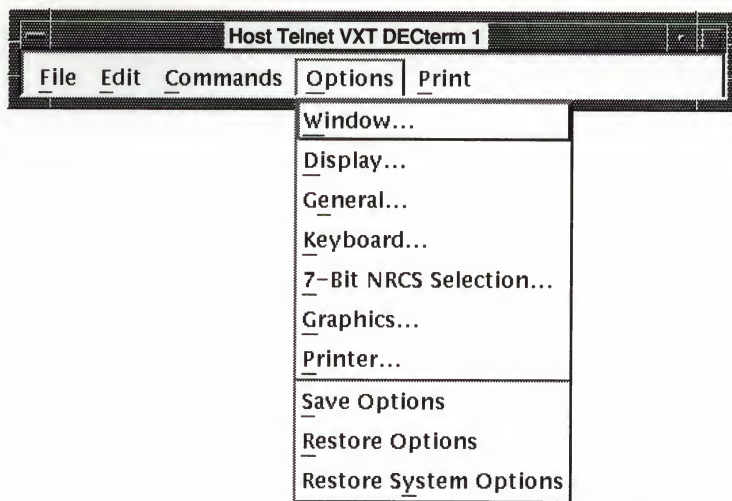 Host Telnet VXT DECterm 1
File Edit Commands Options Print
Window...
Display...
General...
Keyboard...
7-Bit NRCS Selection...
Graphics...
Printer...
Save Options
Restore Options
Restore System Options